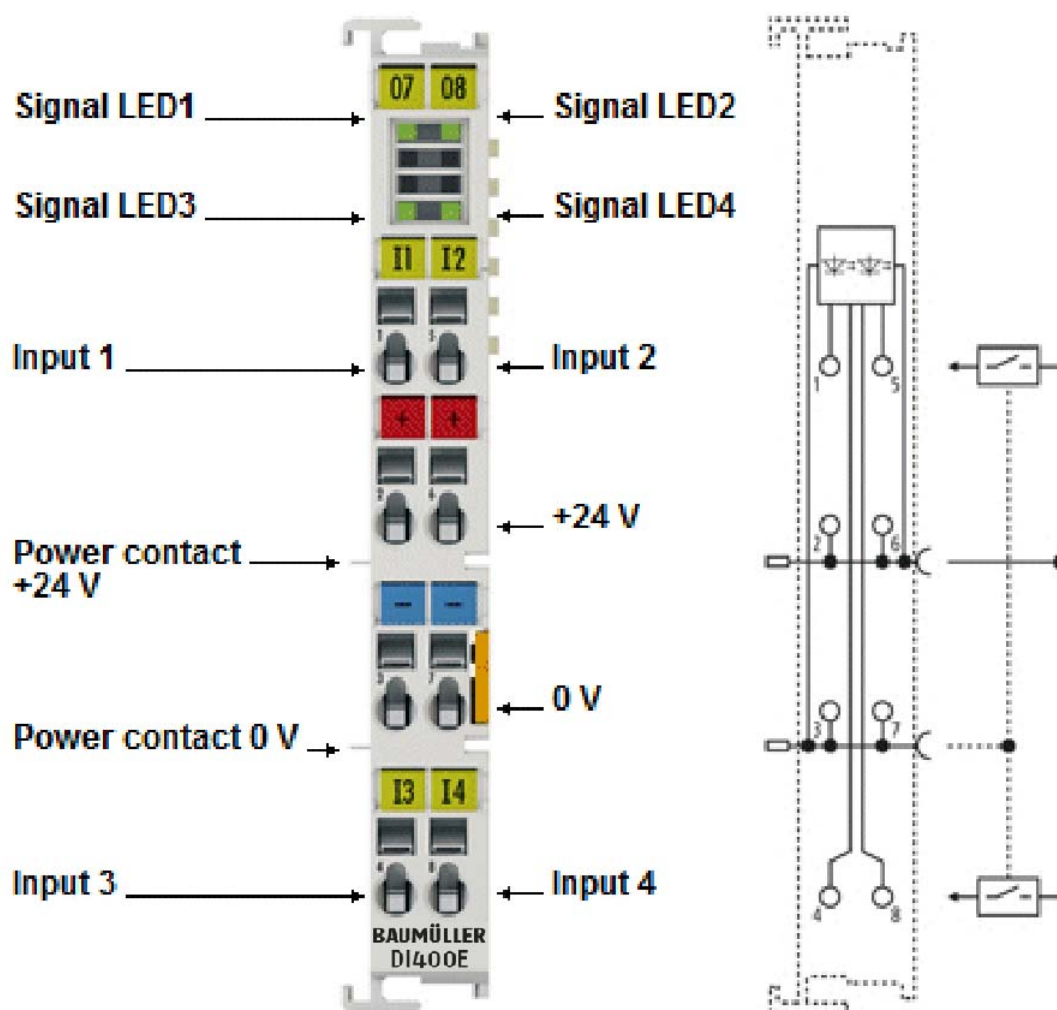 07 08
Signal LED1
Signal LED2
Signal LED3
Signal LED4
I1 I2
Input 1
Input 2
+ +
+24 V
Power contact
+24 V
- -
0 V
Power contact 0 V
I3 I4
Input 3
Input 4
BAUMÜLLER
DI400E
1 5
2 6
3 7
4 8